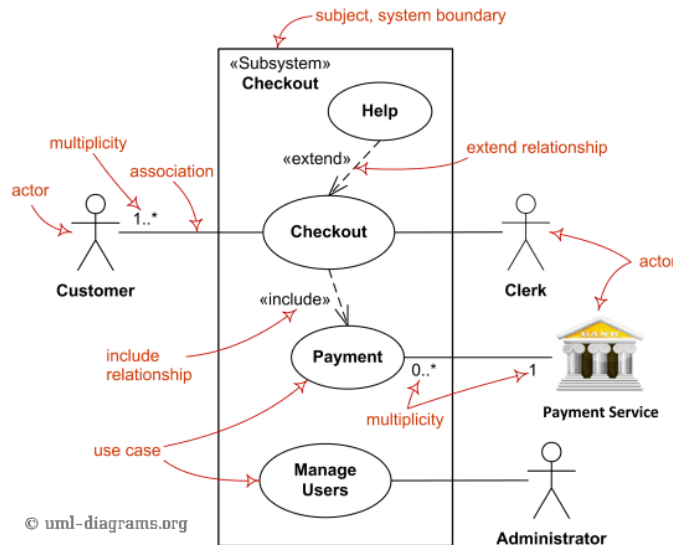 subject, system boundary
«Subsystem»
Checkout
Help
multiplicity
«extend»
extend relationship
association
actor
1..*
Checkout
Customer
Clerk
actor
«include»
include
relationship
Payment
0..*
1
BANK
multiplicity
Payment Service
use case
Manage
Users
© uml-diagrams.org
Administrator